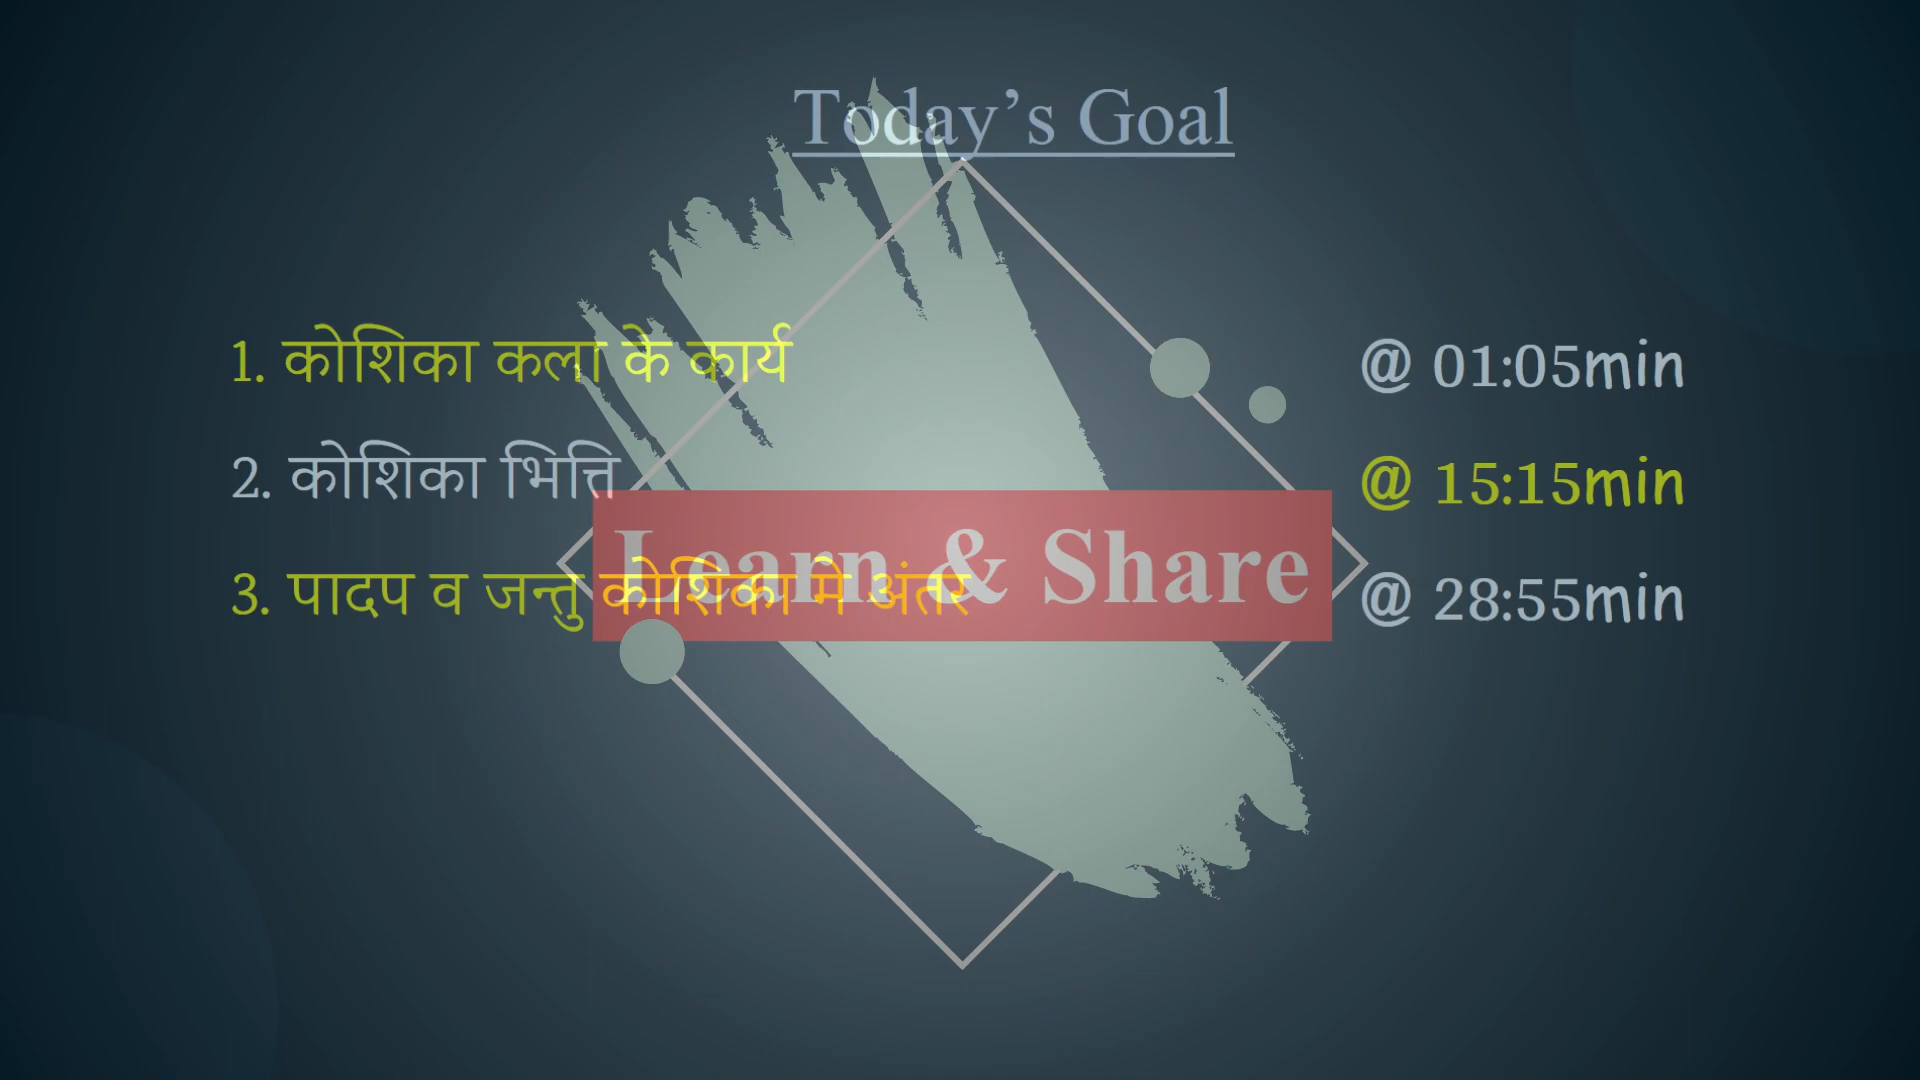 Today’s Goal
1. कोशिका कला के कार्य @ 01:05min
2. कोशिका भित्ति @ 15:15min
Learn & Share
3. पादप व जन्तु कोशिका मे अंतर @ 28:55min